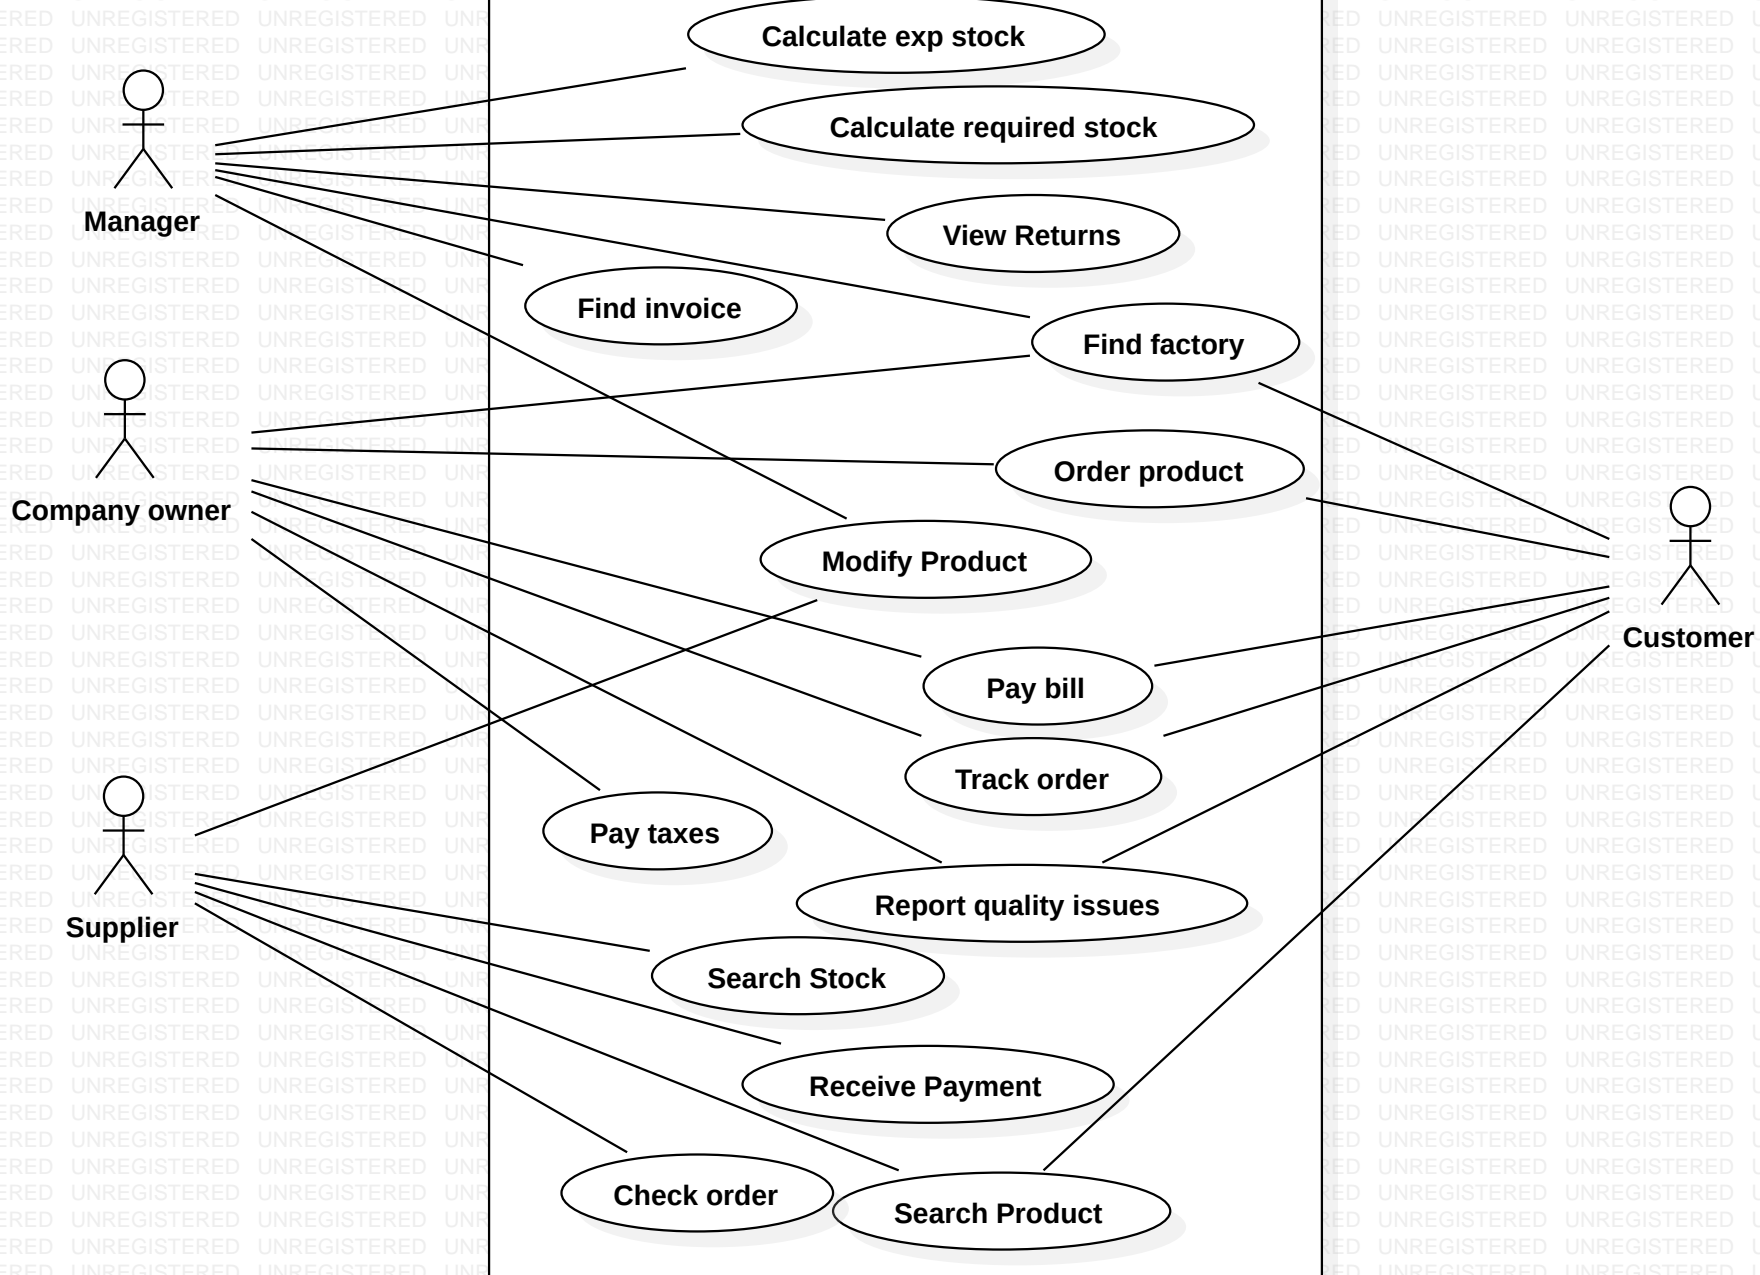 Calculate exp stock
Calculate required stock
Manager
View Returns
Find invoice
Find factory
Order product
Company owner
Modify Product
Customer
Pay bill
Track order
Pay taxes
Report quality issues
Supplier
Search Stock
Receive Payment
Check order
Search Product
UNREGISTERED